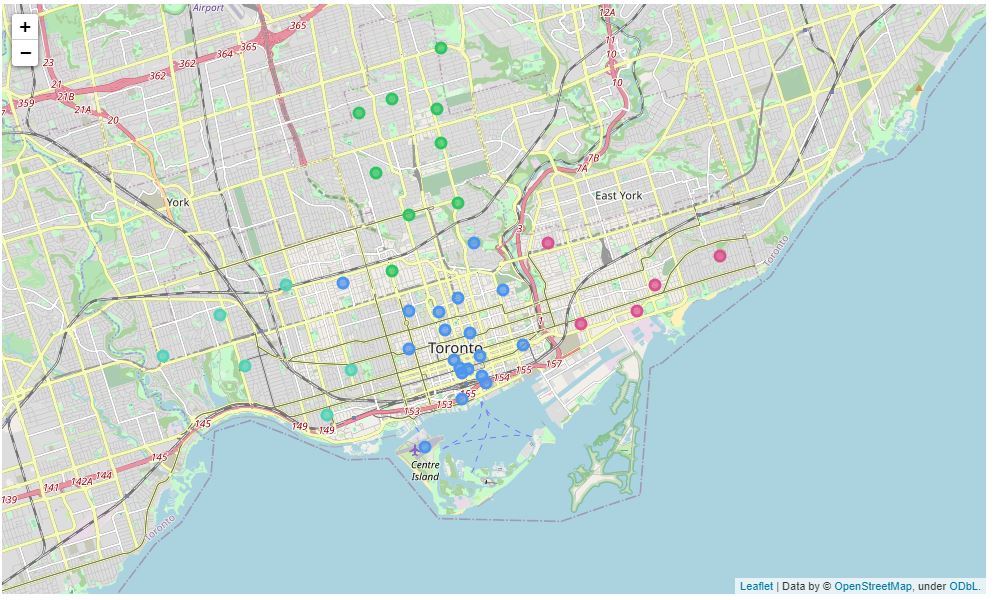 +
−
Airport
365
12A
365
364
11
23
362
10
362
21
10
359
21B
21A
20
7B
7A
York
East York
3
Toronto
1
Toronto
157
155
154
155
153
153
145
149
149
Centre
Island
145
144
142A
141
139
Toronto
Leaflet | Data by © OpenStreetMap, under ODbL.